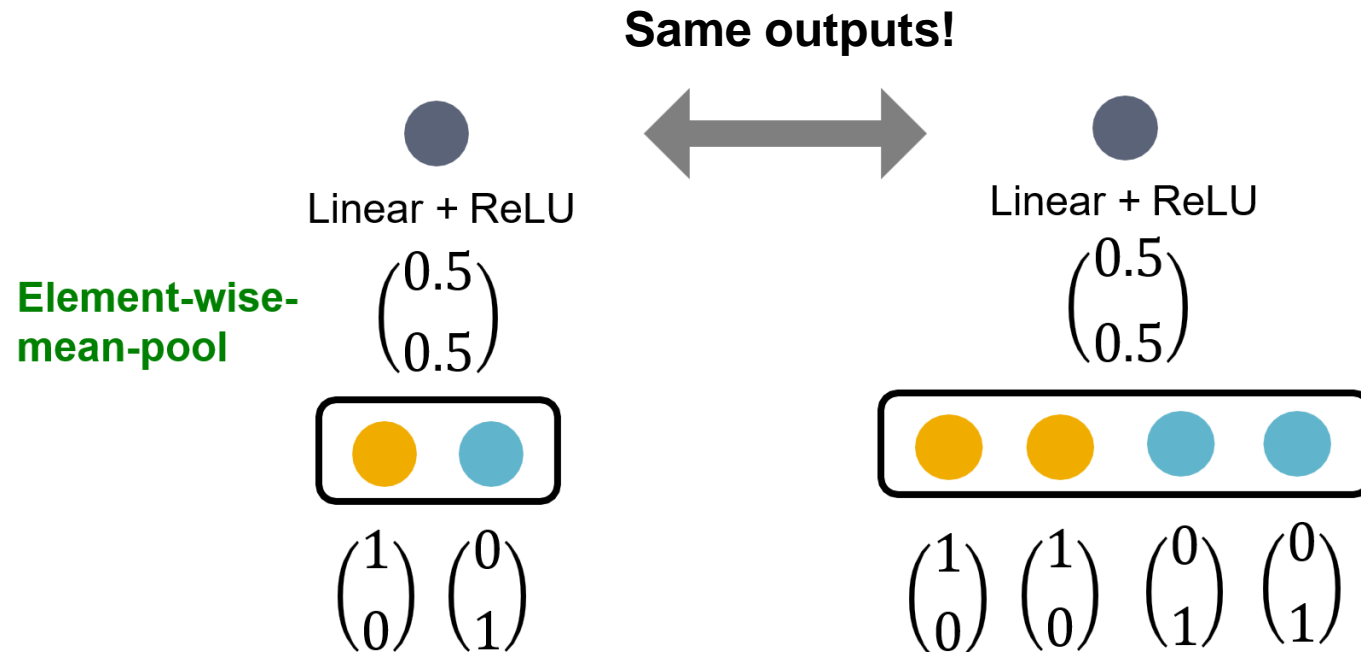 Same outputs!
Linear + ReLU
Linear + ReLU
Element-wise-
mean-pool
0.5
0.5
0.5
0.5
1 0 1 1 0 0
0 1 0 0 1 1